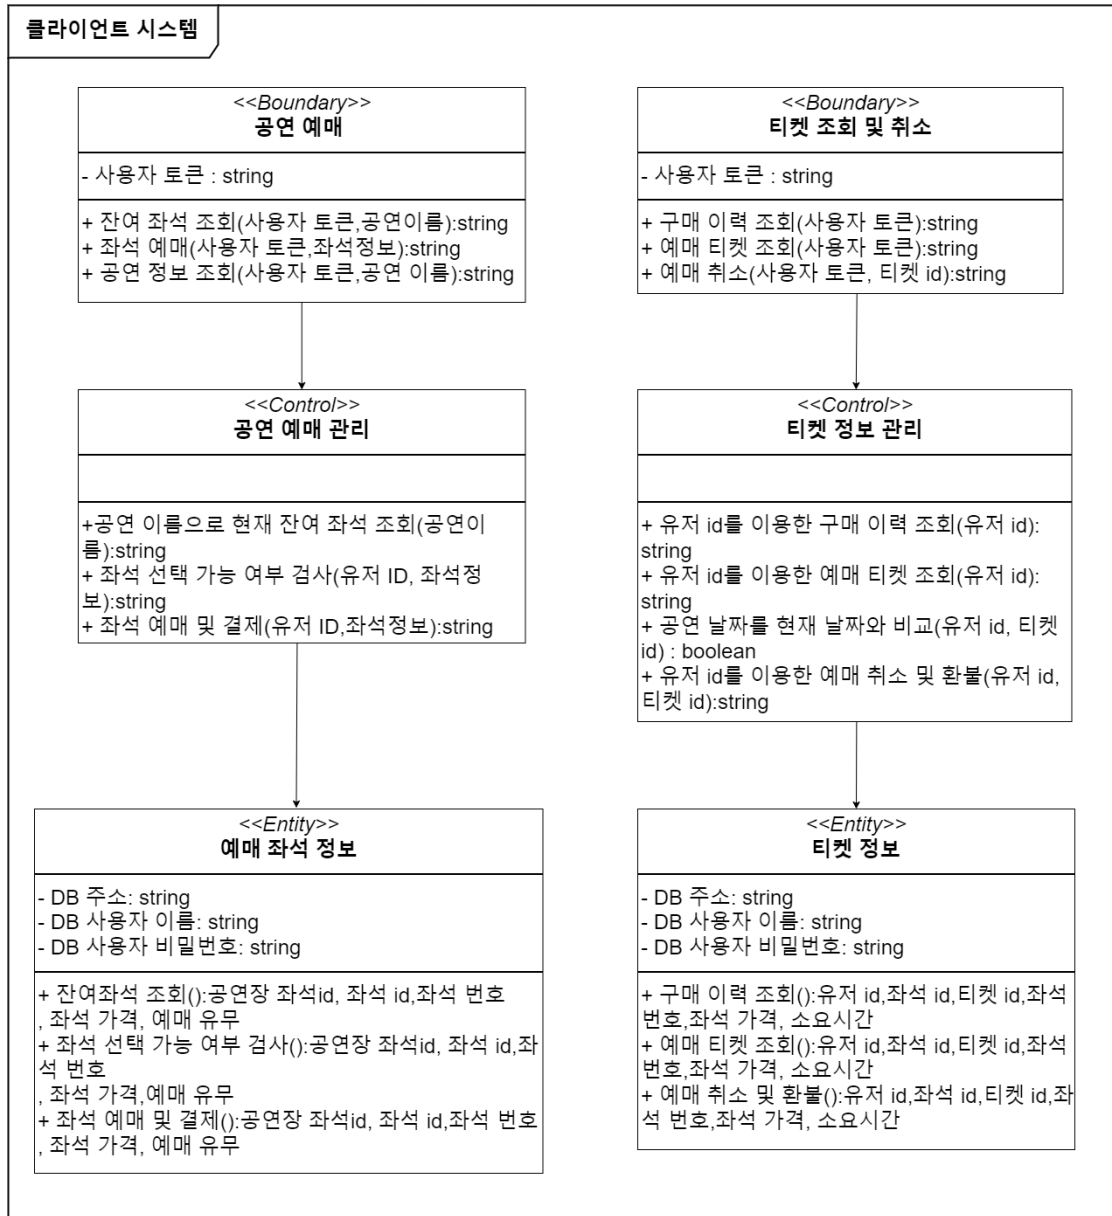 클라이언트 시스템
<<Boundary>>
공연 예매
- 사용자 토큰 : string
+ 잔여 좌석 조회(사용자 토큰,공연이름):string
+ 좌석 예매(사용자 토큰,좌석정보):string
+ 공연 정보 조회(사용자 토큰,공연 이름):string
<<Boundary>>
티켓 조회 및 취소
- 사용자 토큰 : string
+ 구매 이력 조회(사용자 토큰):string
+ 예매 티켓 조회(사용자 토큰):string
+ 예매 취소(사용자 토큰, 티켓 id):string
<<Control>>
공연 예매 관리
+공연 이름으로 현재 잔여 좌석 조회(공연이
름):string
+ 좌석 선택 가능 여부 검사(유저 ID, 좌석정
보):string
+ 좌석 예매 및 결제(유저 ID,좌석정보):string
<<Control>>
티켓 정보 관리
+ 유저 id를 이용한 구매 이력 조회(유저 id):
string
+ 유저 id를 이용한 예매 티켓 조회(유저 id):
string
+ 공연 날짜를 현재 날짜와 비교(유저 id, 티켓
id) : boolean
+ 유저 id를 이용한 예매 취소 및 환불(유저 id,
티켓 id):string
<<Entity>>
예매 좌석 정보
- DB 주소: string
- DB 사용자 이름: string
- DB 사용자 비밀번호: string
+ 잔여좌석 조회():공연장 좌석id, 좌석 id,좌석 번호
, 좌석 가격, 예매 유무
+ 좌석 선택 가능 여부 검사():공연장 좌석id, 좌석 id,좌
석 번호
, 좌석 가격,예매 유무
+ 좌석 예매 및 결제():공연장 좌석id, 좌석 id,좌석 번호
, 좌석 가격, 예매 유무
<<Entity>>
티켓 정보
- DB 주소: string
- DB 사용자 이름: string
- DB 사용자 비밀번호: string
+ 구매 이력 조회():유저 id,좌석 id,티켓 id,좌석
번호,좌석 가격, 소요시간
+ 예매 티켓 조회():유저 id,좌석 id,티켓 id,좌석
번호,좌석 가격, 소요시간
+ 예매 취소 및 환불():유저 id,좌석 id,티켓 id,좌
석 번호,좌석 가격, 소요시간